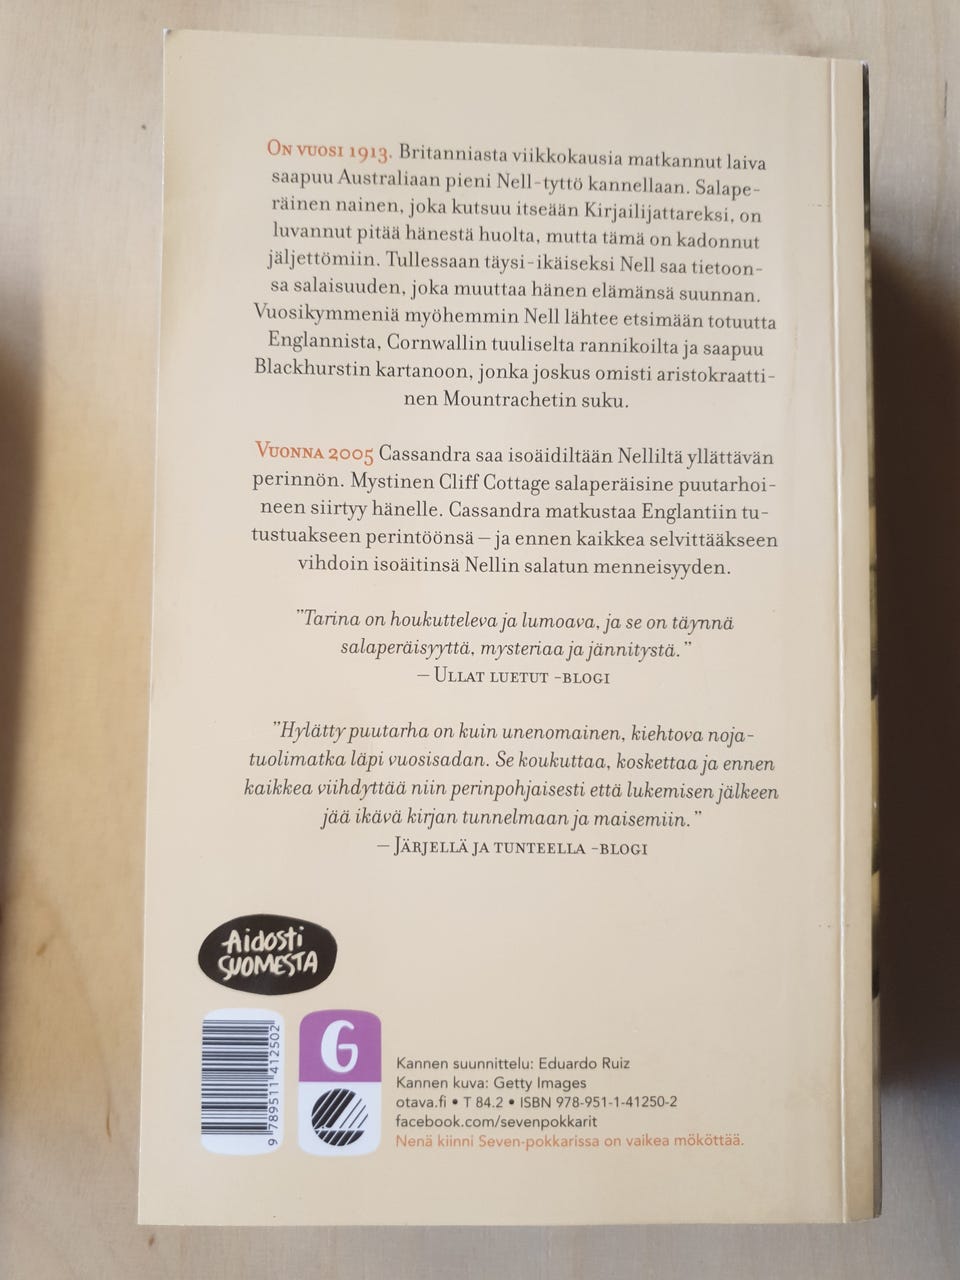 On vuosi 1913. Britanniasta viikkokausia matkannut laiva
saapuu Australiaan pieni Nell-tyttö kannellaan. Salape-
räinen nainen, joka kutsuu itseään Kirjailijattareksi, on
luvannut pitää hänestä huolta, mutta tämä on kadonnut
jäljettömiin. Tullessaan täysi-ikäiseksi Nell saa tietoon-
sa salaisuuden, joka muuttaa hänen elämänsä suunnan.
Vuosikymmeniä myöhemmin Nell lähtee etsimään totuutta
Englannista, Cornwallin tuuliselta rannikoilta ja saapuu
Blackhurstin kartanoon, jonka joskus omisti aristokraatti-
nen Mountrachetin suku.
Vuonna 2005 Cassandra saa isoäidiltään Nelliltä yllättävän
perinnön. Mystinen Cliff Cottage salaperäisine puutarhoi-
neen siirtyy hänelle. Cassandra matkustaa Englantiin tu-
tustuakseen perintöönsä – ja ennen kaikkea selvittääkseen
vihdoin isoäitinsä Nellin salatun menneisyyden.
"Tarina on houkutteleva ja lumoava, ja se on täynnä
salaperäisyyttä, mysteriaa ja jännitystä."
– Ullat luetut -blogi
"Hylätty puutarha on kuin unenomainen, kiehtova noja-
tuolimatka läpi vuosisadan. Se koukuttaa, koskettaa ja ennen
kaikkea viihdyttää niin perinpohjaisesti että lukemisen jälkeen
jää ikävä kirjan tunnelmaan ja maisemiin."
– Järjellä ja tunteella -blogi
Aidosti
SUOMESTA
9 789511 412502
G
Kannen suunnittelu: Eduardo Ruiz
Kannen kuva: Getty Images
otava.fi • T 84.2 • ISBN 978-951-1-41250-2
facebook.com/sevenpokkarit
Nenä kiinni Seven-pokkarissa on vaikea mököttää.